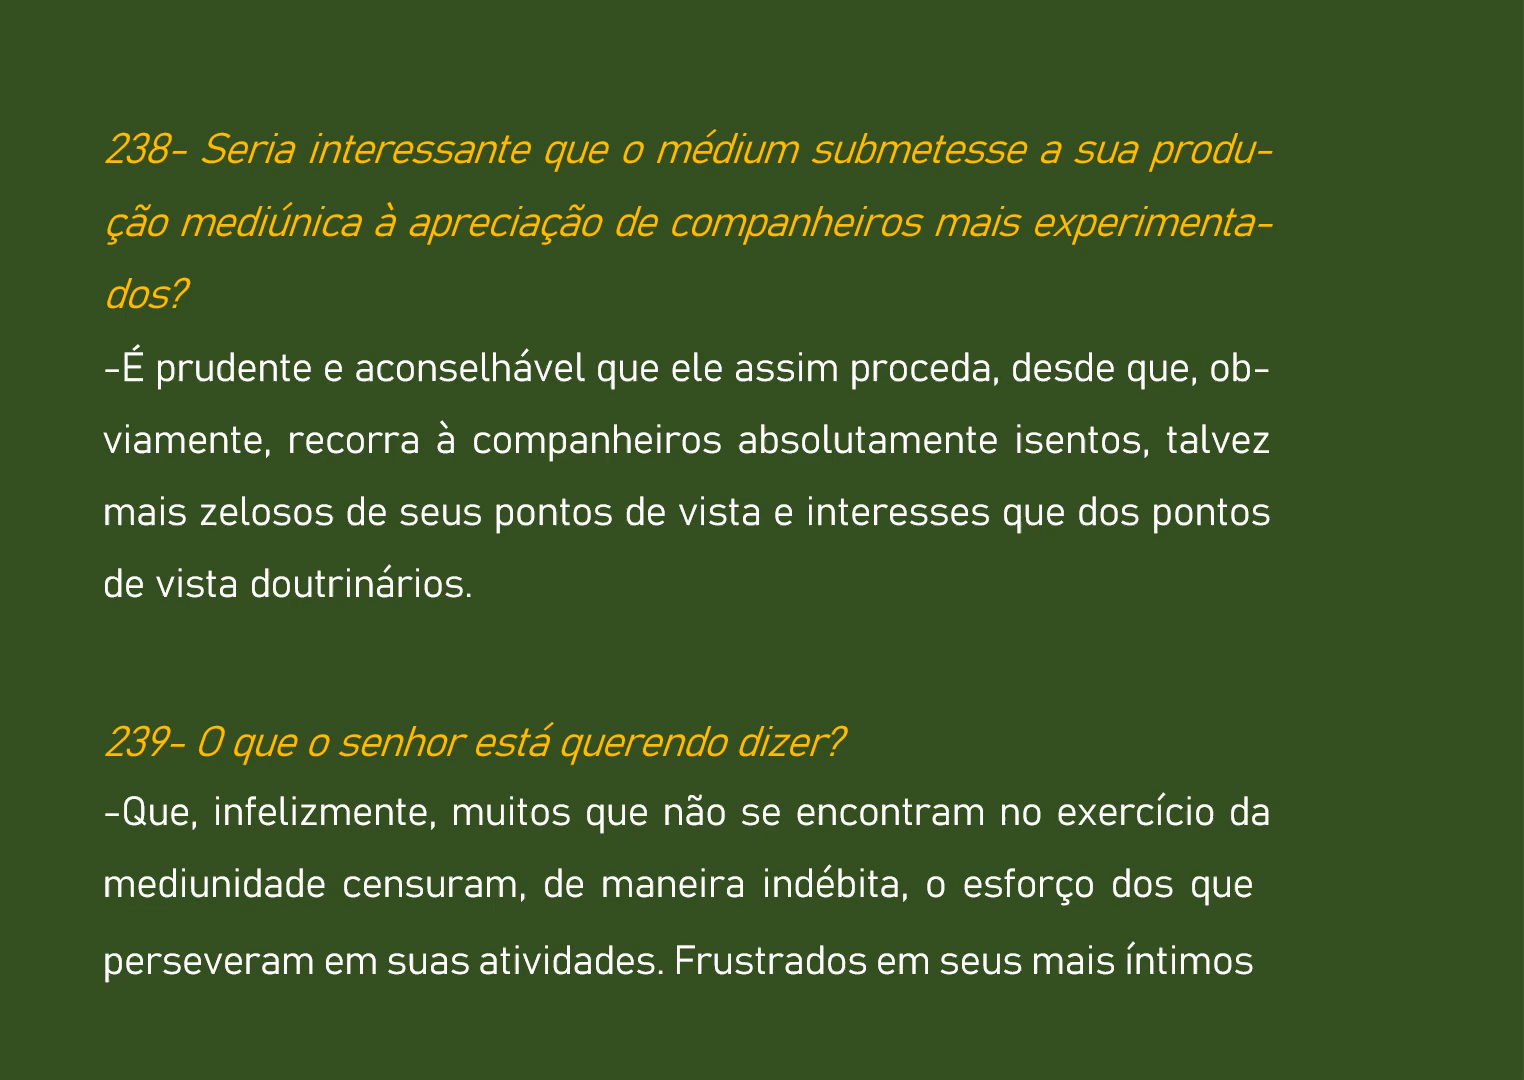 238- Seria interessante que o médium submetesse a sua produ-
ção mediúnica à apreciação de companheiros mais experimenta-
dos?
-É prudente e aconselhável que ele assim proceda, desde que, ob-
viamente, recorra à companheiros absolutamente isentos, talvez
mais zelosos de seus pontos de vista e interesses que dos pontos
de vista doutrinários.
239- O que o senhor está querendo dizer?
-Que, infelizmente, muitos que não se encontram no exercício da
mediunidade censuram, de maneira indébita, o esforço dos que
perseveram em suas atividades. Frustrados em seus mais íntimos